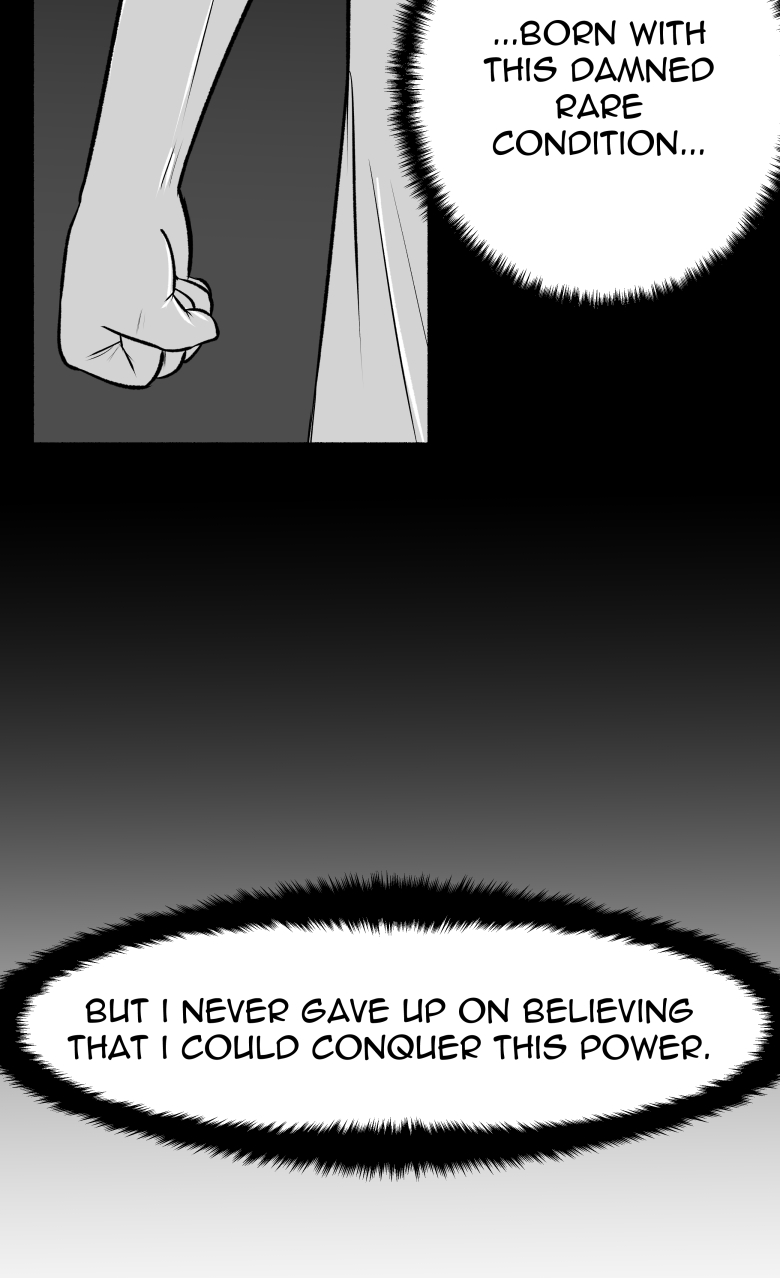 ...BORN WITH
THIS DAMNED
RARE
CONDITION...
BUT I NEVER GAVE UP ON BELIEVING
THAT I COULD CONQUER THIS POWER.